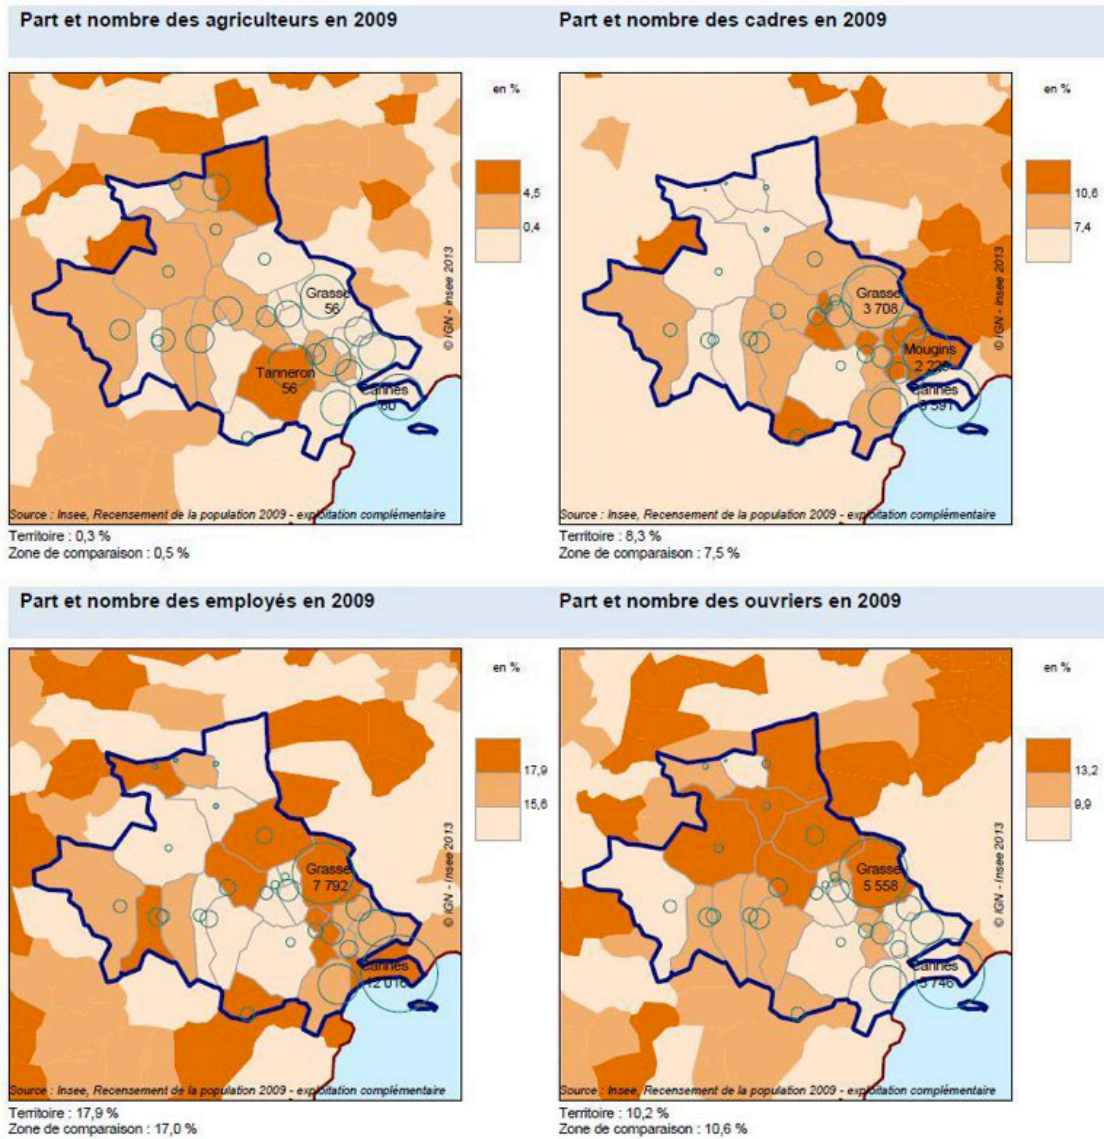 Part et nombre des agriculteurs en 2009
Part et nombre des cadres en 2009
en %
4,5
0,4
Grasse
56
Tanneron
56
Cannes
60
© IGN - Insee 2013
Source : Insee, Recensement de la population 2009 - exploitation complémentaire
Territoire : 0,3 %
Zone de comparaison : 0,5 %
en %
10,6
7,4
Grasse
3 708
Mougins
Cannes
© IGN - Insee 2013
Source : Insee, Recensement de la population 2009 - exploitation complémentaire
Territoire : 8,3 %
Zone de comparaison : 7,5 %
Part et nombre des employés en 2009
Part et nombre des ouvriers en 2009
en %
17,9
15,6
Grasse
7 792
Cannes
12 016
© IGN - Insee 2013
Source : Insee, Recensement de la population 2009 - exploitation complémentaire
Territoire : 17,9 %
Zone de comparaison : 17,0 %
en %
13,2
9,9
Grasse
5 558
Cannes
© IGN - Insee 2013
Source : Insee, Recensement de la population 2009 - exploitation complémentaire
Territoire : 10,2 %
Zone de comparaison : 10,6 %